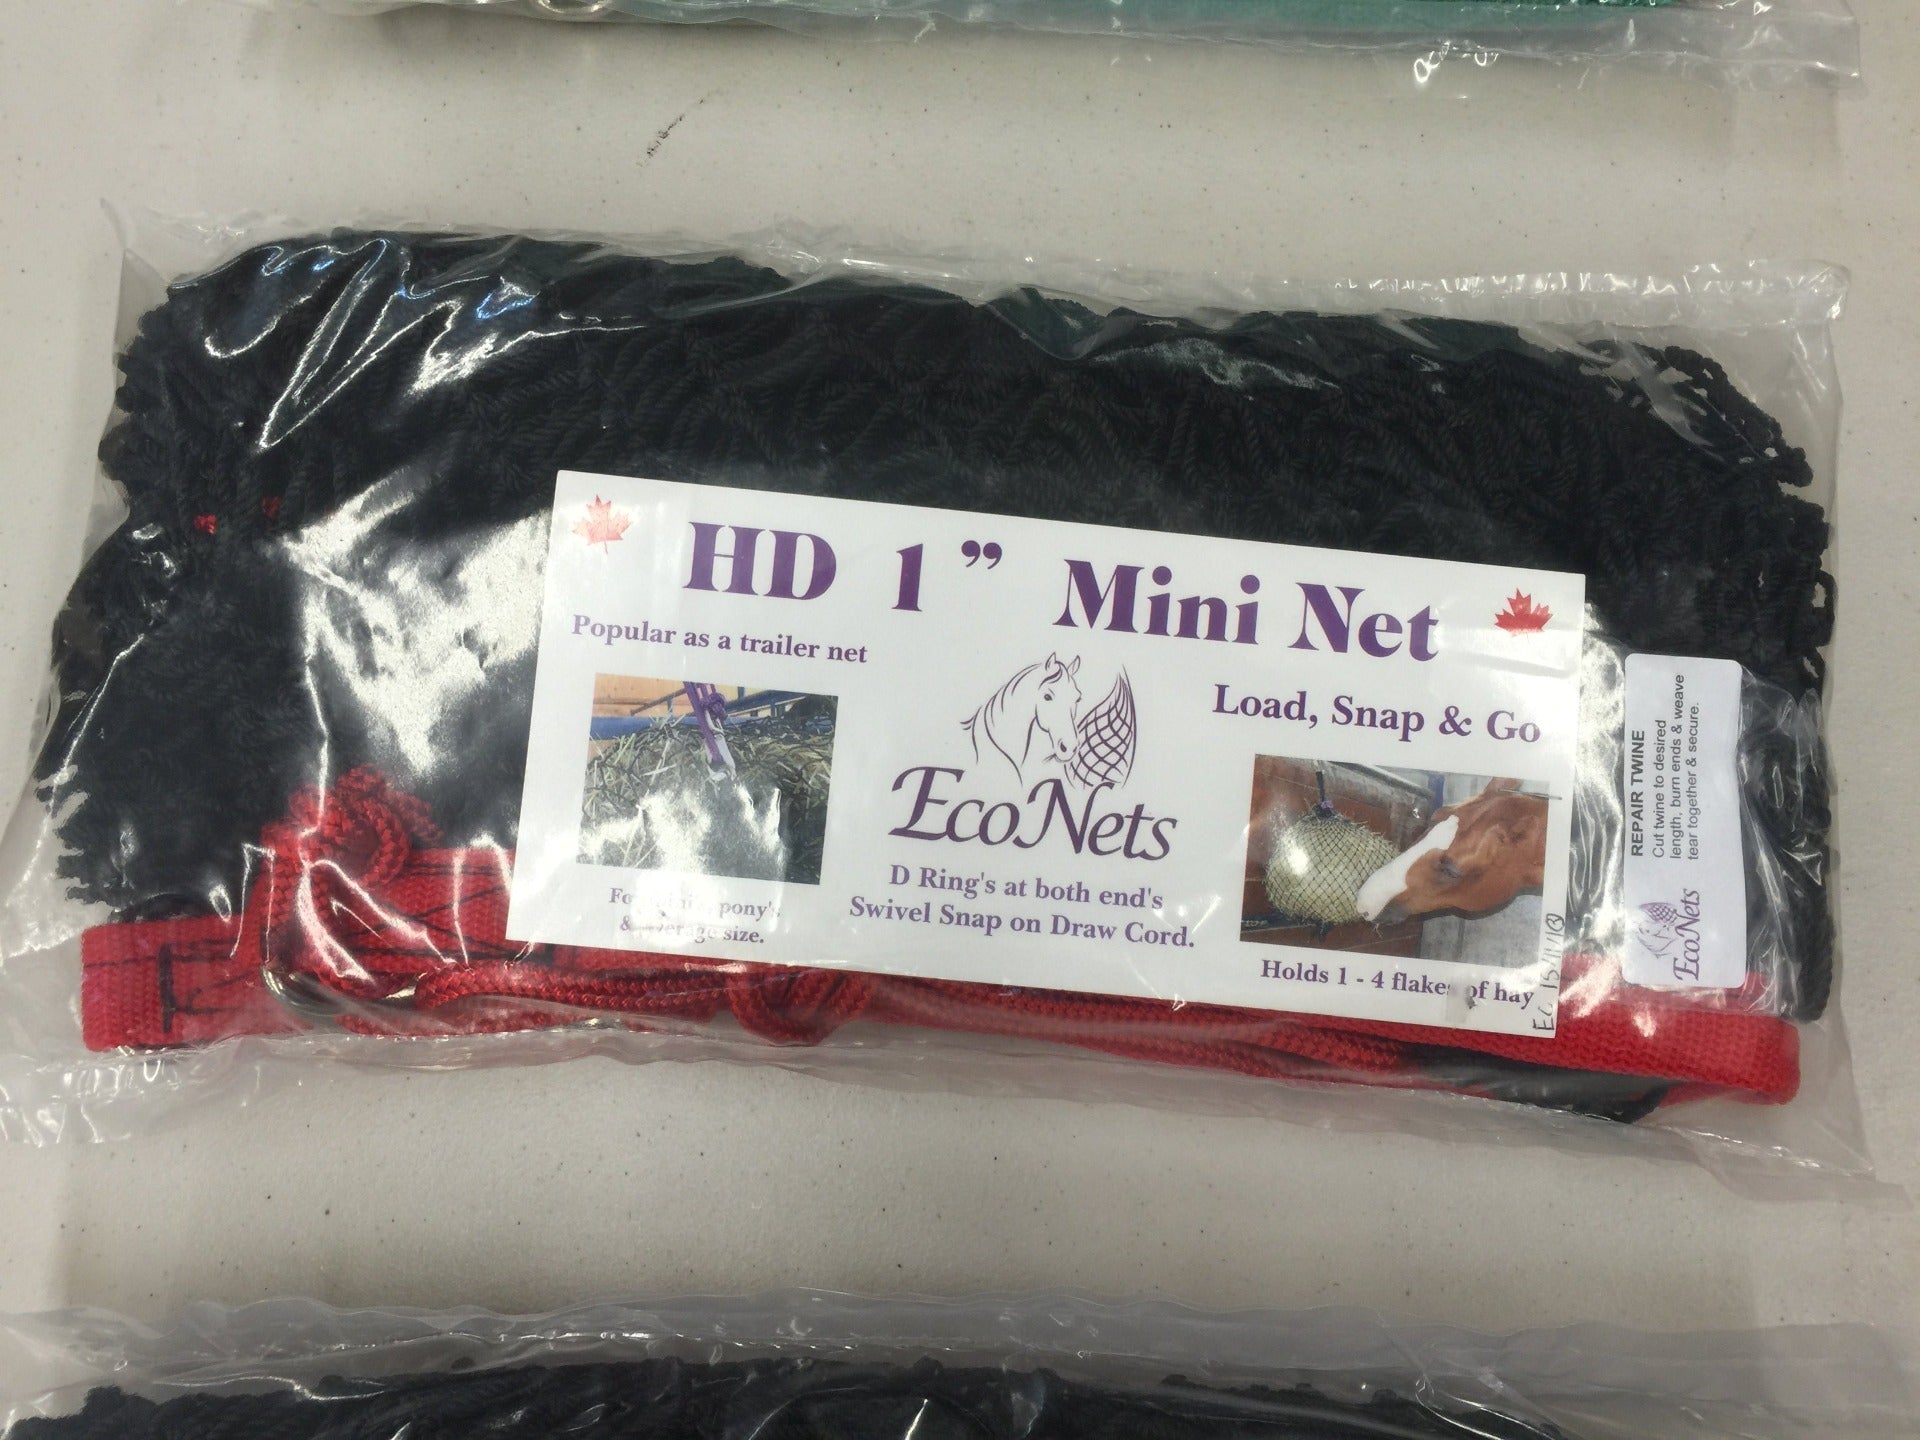 HD 1” Mini Net
Popular as a trailer net
Load, Snap & Go
EcoNets
D Ring's at both end's
Swivel Snap on Draw Cord.
pony's,
& average size.
Holds 1 - 4 flakes of hay
REPAIR TWINE
Cut twine to desired
length, burn ends & weave
tear together & secure.
EcoNets